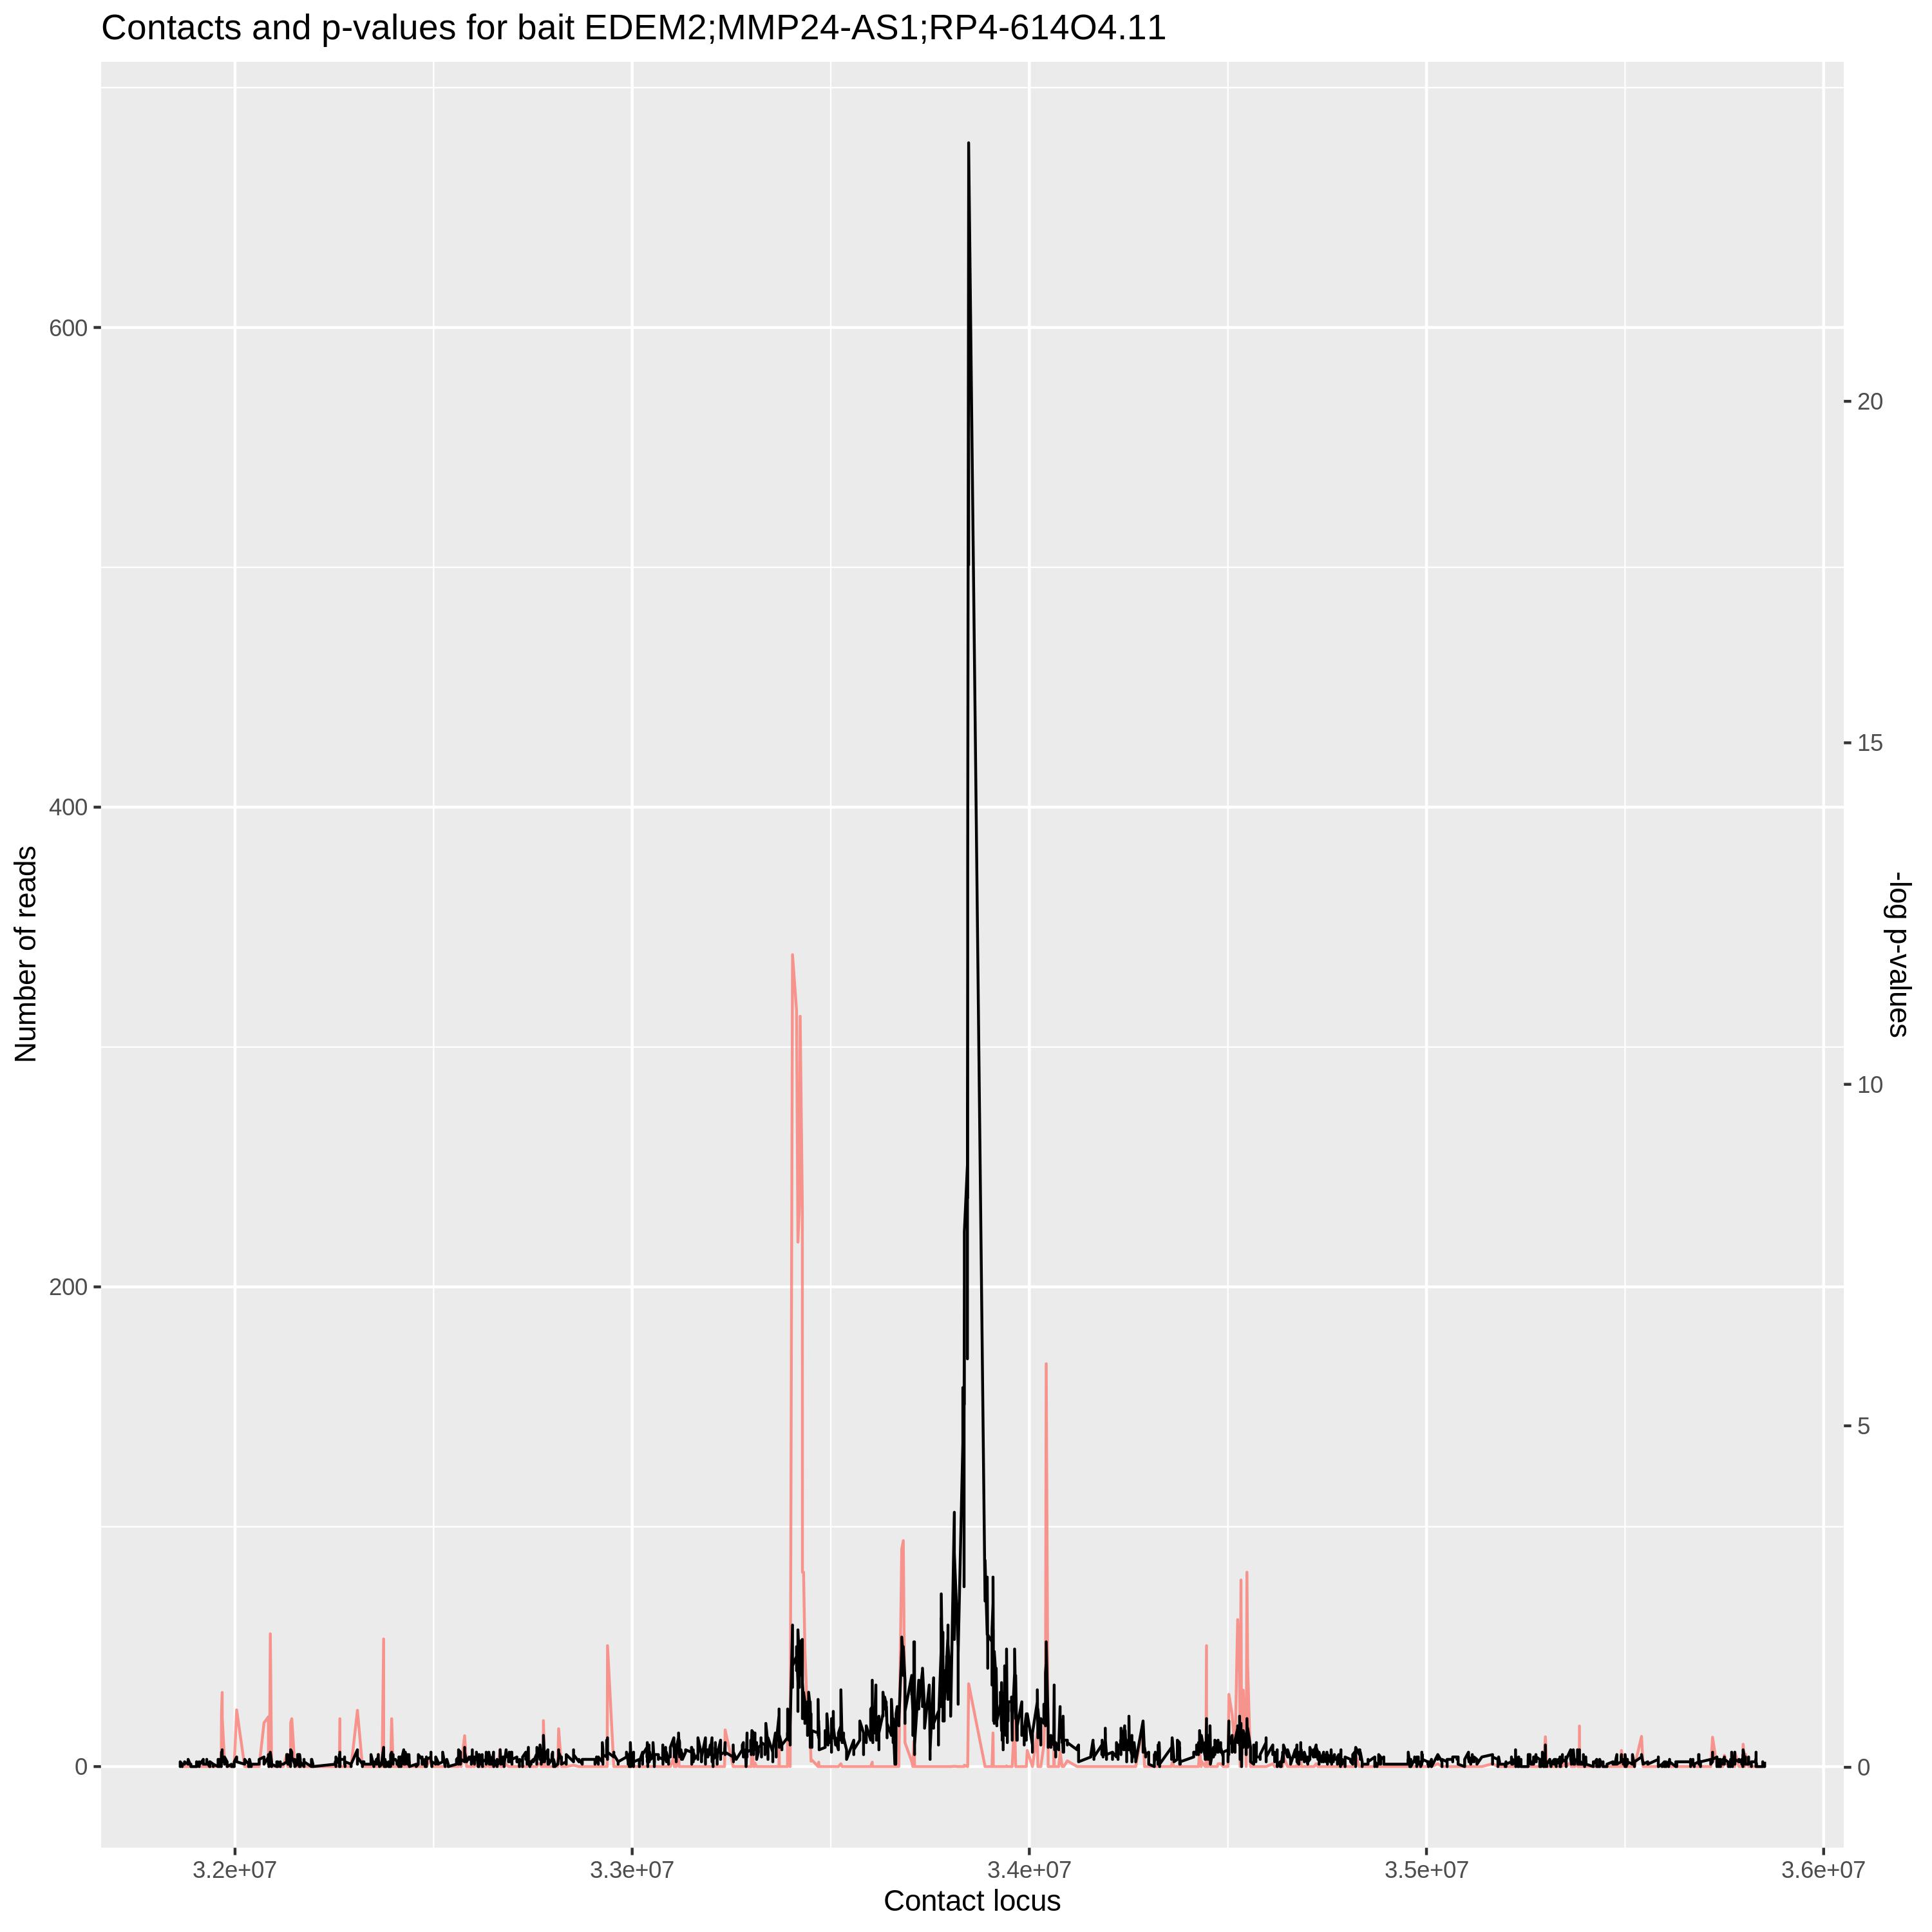 Contacts and p-values for bait EDEM2;MMP24-AS1;RP4-614O4.11
600
400
200
0
Number of reads
20
15
10
5
0
-log p-values
3.2e+07
3.3e+07
3.4e+07
3.5e+07
3.6e+07
Contact locus